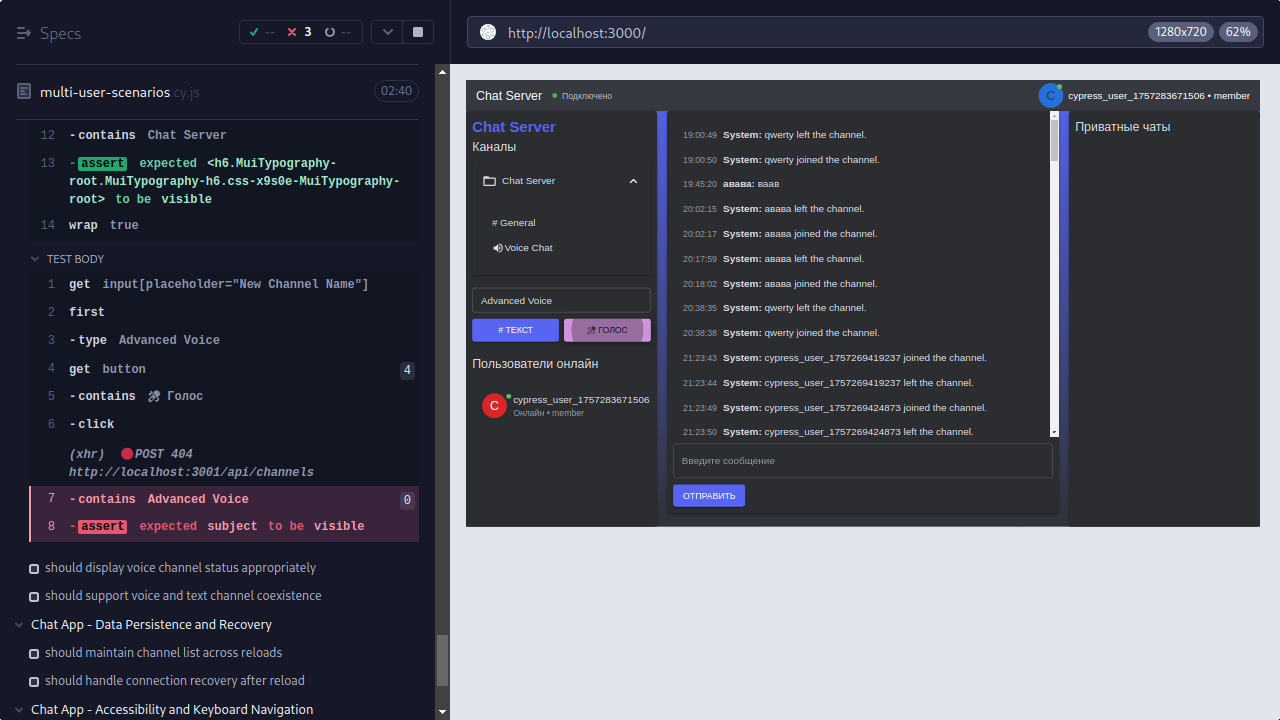 Specs
-- 3 --
multi-user-scenarios.cy.js
02:40
12 -contains Chat Server
13 -assert expected <h6.MuiTypography-
root.MuiTypography-h6.css-x9s0e-MuiTypography-
root> to be visible
14 wrap true
TEST BODY
1 get input[placeholder="New Channel Name"]
2 first
3 -type Advanced Voice
4 get button 4
5 -contains 🎤 Голос
6 -click
(xhr) POST 404
http://localhost:3001/api/channels
7 -contains Advanced Voice 0
8 -assert expected subject to be visible
should display voice channel status appropriately
should support voice and text channel coexistence
Chat App - Data Persistence and Recovery
should maintain channel list across reloads
should handle connection recovery after reload
Chat App - Accessibility and Keyboard Navigation
http://localhost:3000/
1280x720
62%
Chat Server
Подключено
C
cypress_user_1757283671506 • member
Chat Server
Каналы
Chat Server
# General
Voice Chat
Advanced Voice
# ТЕКСТ
🎤 ГОЛОС
Пользователи онлайн
C
cypress_user_1757283671506
Онлайн • member
19:00:49 System: qwerty left the channel.
19:00:50 System: qwerty joined the channel.
19:45:20 авава: ваав
20:02:15 System: авава left the channel.
20:02:17 System: авава joined the channel.
20:17:59 System: авава left the channel.
20:18:02 System: авава joined the channel.
20:38:35 System: qwerty left the channel.
20:38:38 System: qwerty joined the channel.
21:23:43 System: cypress_user_1757269419237 joined the channel.
21:23:44 System: cypress_user_1757269419237 left the channel.
21:23:49 System: cypress_user_1757269424873 joined the channel.
21:23:50 System: cypress_user_1757269424873 left the channel.
Введите сообщение
ОТПРАВИТЬ
Приватные чаты